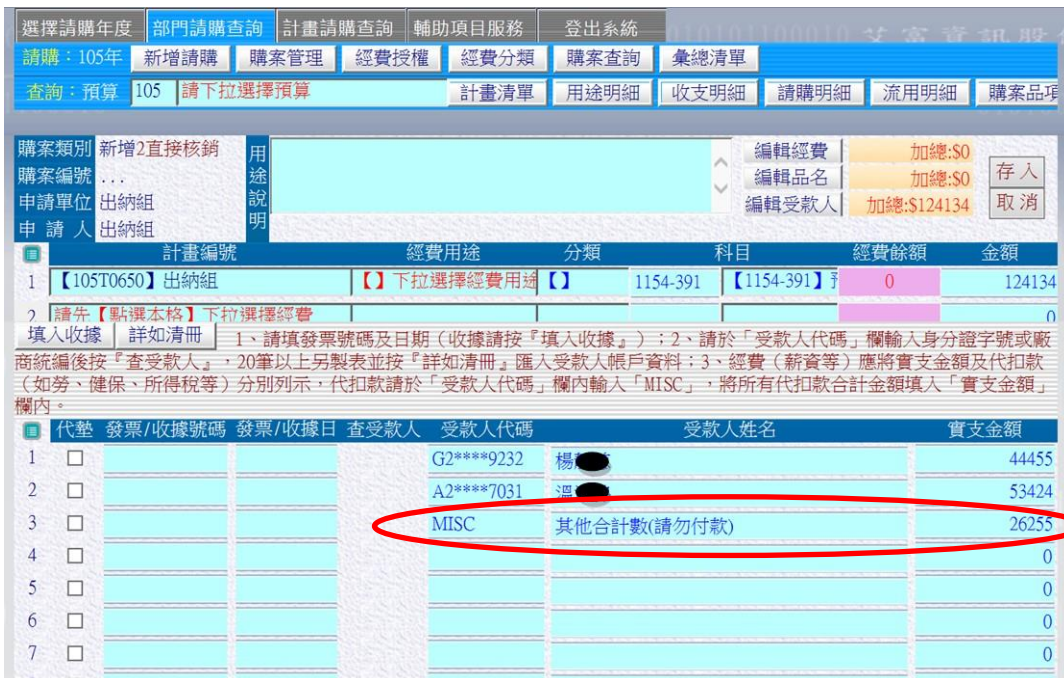 選擇請購年度 部門請購查詢 計畫請購查詢 輔助項目服務 登出系統
請購：105年 新增請購 購案管理 經費授權 經費分類 購案查詢 彙總清單
查詢：預算 105 請下拉選擇預算 計畫清單 用途明細 收支明細 請購明細 流用明細 購案品項
購案類別 新增2直接核銷 用途說明 編輯經費 加總:$0
購案編號 ... 編輯品名 加總:$0 存入
申請單位 出納組 編輯受款人 加總:$124134 取消
申請人 出納組
計畫編號 經費用途 分類 科目 經費餘額 金額
1 【105T0650】出納組 【】下拉選擇經費用途 【】 1154-391 【1154-391】 0 124134
2 請先【點選本格】下拉選擇經費 0
填入收據 詳如清冊 1、請填發票號碼及日期（收據請按『填入收據』）；2、請於「受款人代碼」欄輸入身分證字號或廠
商統編後按『查受款人』，20筆以上另製表並按『詳如清冊』匯入受款人帳戶資料；3、經費（薪資等）應將實支金額及代扣款
（如勞、健保、所得稅等）分別列示，代扣款請於「受款人代碼」欄內輸入「MISC」，將所有代扣款合計金額填入「實支金額」
欄內。
代墊 發票/收據號碼 發票/收據日 查受款人 受款人代碼 受款人姓名 實支金額
1 G2****9232 楊 44455
2 A2****7031 溫 53424
3 MISC 其他合計數(請勿付款) 26255
4 0
5 0
6 0
7 0